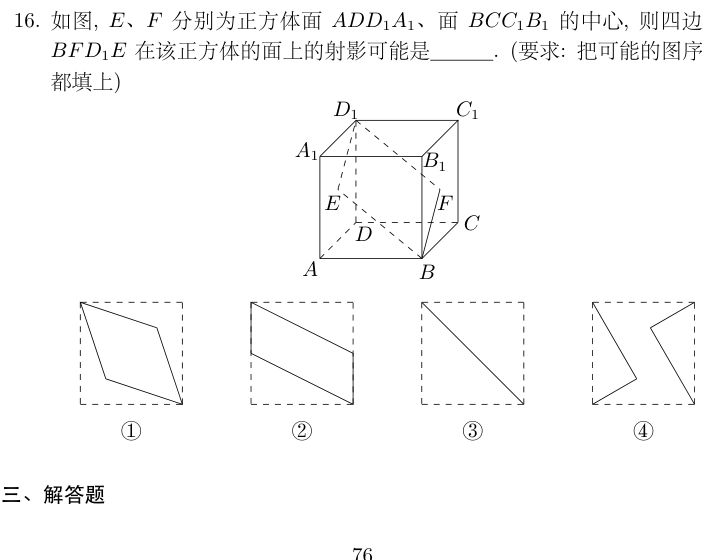 16. 如图, E、F 分别为正方体面 ADD₁A₁、面 BCC₁B₁ 的中心, 则四边
BFD₁E 在该正方体的面上的射影可能是______. (要求: 把可能的图序
都填上)
D₁ C₁
A₁ B₁
E F
D C
A B
① ② ③ ④
三、解答题
76